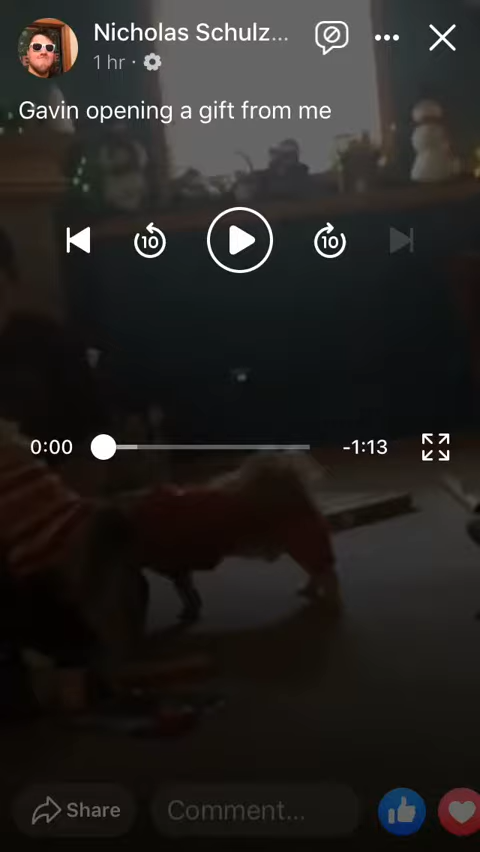 Nicholas Schulz...
1 hr ·
Gavin opening a gift from me
10
10
0:00
-1:13
Share
Comment...